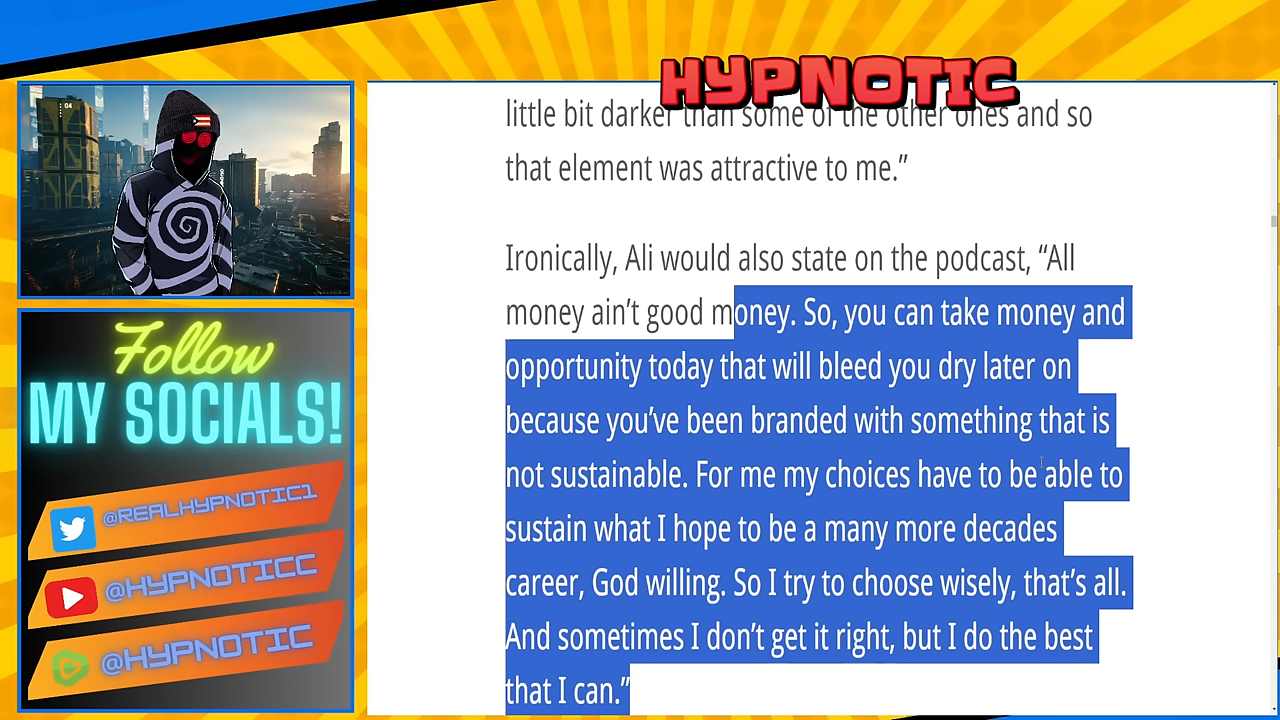 HYPNOTIC
04
little bit darker than some of the other ones and so
that element was attractive to me.”
Ironically, Ali would also state on the podcast, “All
money ain’t good money. So, you can take money and
opportunity today that will bleed you dry later on
because you’ve been branded with something that is
not sustainable. For me my choices have to be able to
sustain what I hope to be a many more decades
career, God willing. So I try to choose wisely, that’s all.
And sometimes I don’t get it right, but I do the best
that I can.”
Follow
MY SOCIALS!
@REALHYPNOTIC1
@HYPNOTICC
@HYPNOTIC